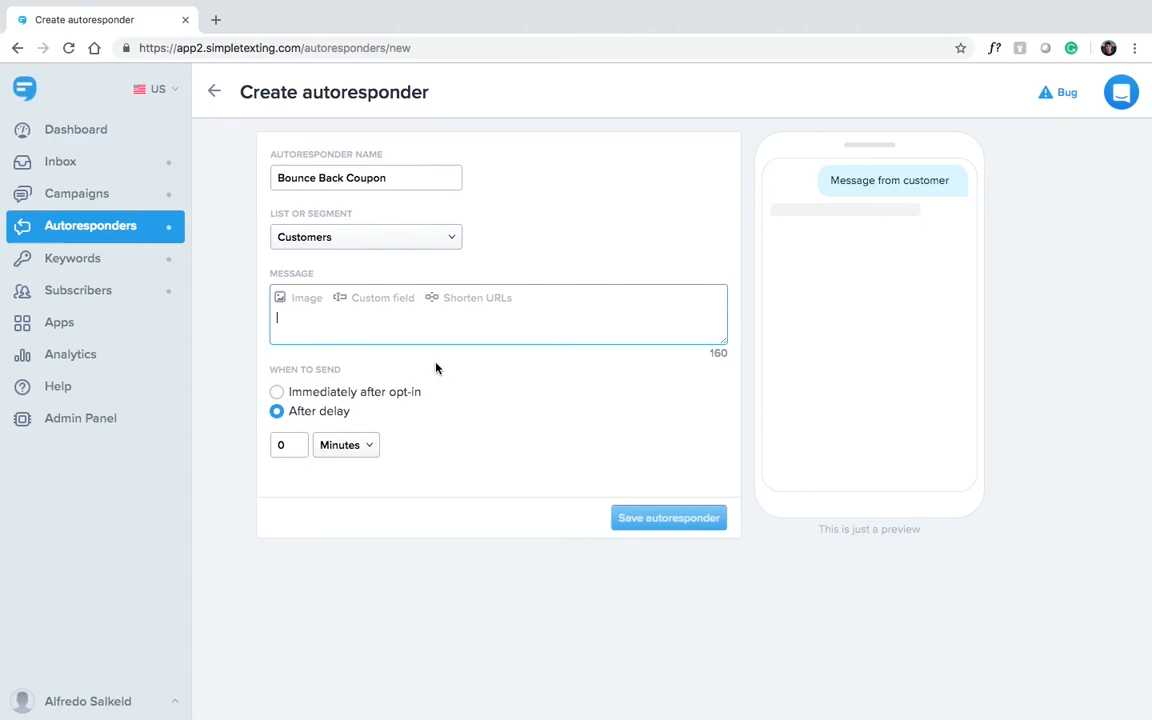 Create autoresponder
https://app2.simpletexting.com/autoresponders/new
f?
US
Create autoresponder
Bug
Dashboard
Inbox
Campaigns
Autoresponders
Keywords
Subscribers
Apps
Analytics
Help
Admin Panel
Alfredo Salkeld
AUTORESPONDER NAME
Bounce Back Coupon
LIST OR SEGMENT
Customers
MESSAGE
Image Custom field Shorten URLs
160
WHEN TO SEND
Immediately after opt-in
After delay
0 Minutes
Save autoresponder
Message from customer
This is just a preview